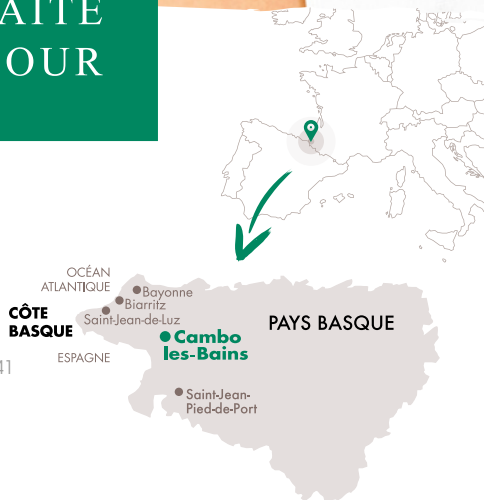 AITE
OUR
OCÉAN
ATLANTIQUE
Bayonne
Biarritz
Saint-Jean-de-Luz
CÔTE
BASQUE
PAYS BASQUE
Cambo
les-Bains
ESPAGNE
41
Saint-Jean-
Pied-de-Port